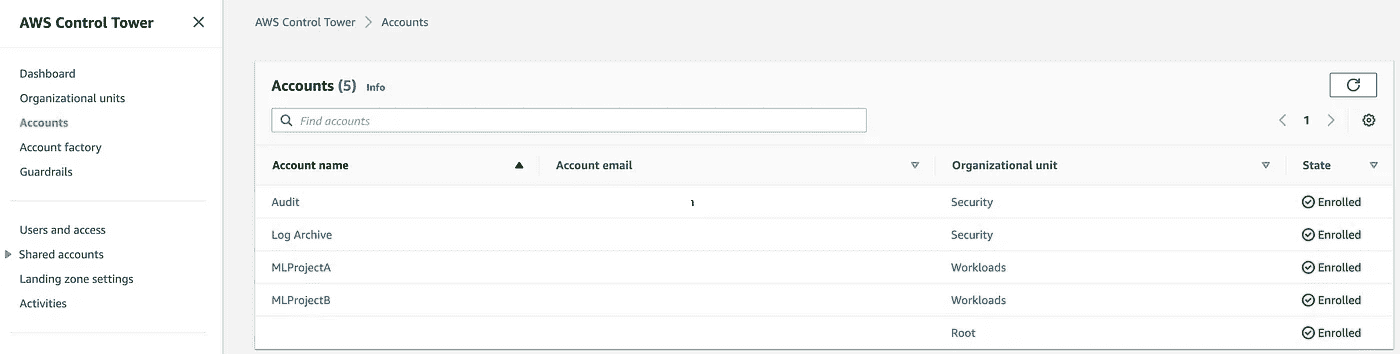 AWS Control Tower
Dashboard
Organizational units
Accounts
Account factory
Guardrails
Users and access
Shared accounts
Landing zone settings
Activities
AWS Control Tower > Accounts
Accounts (5) Info
Find accounts
1
Account name Account email Organizational unit State
Audit Security Enrolled
Log Archive Security Enrolled
MLProjectA Workloads Enrolled
MLProjectB Workloads Enrolled
Root Enrolled